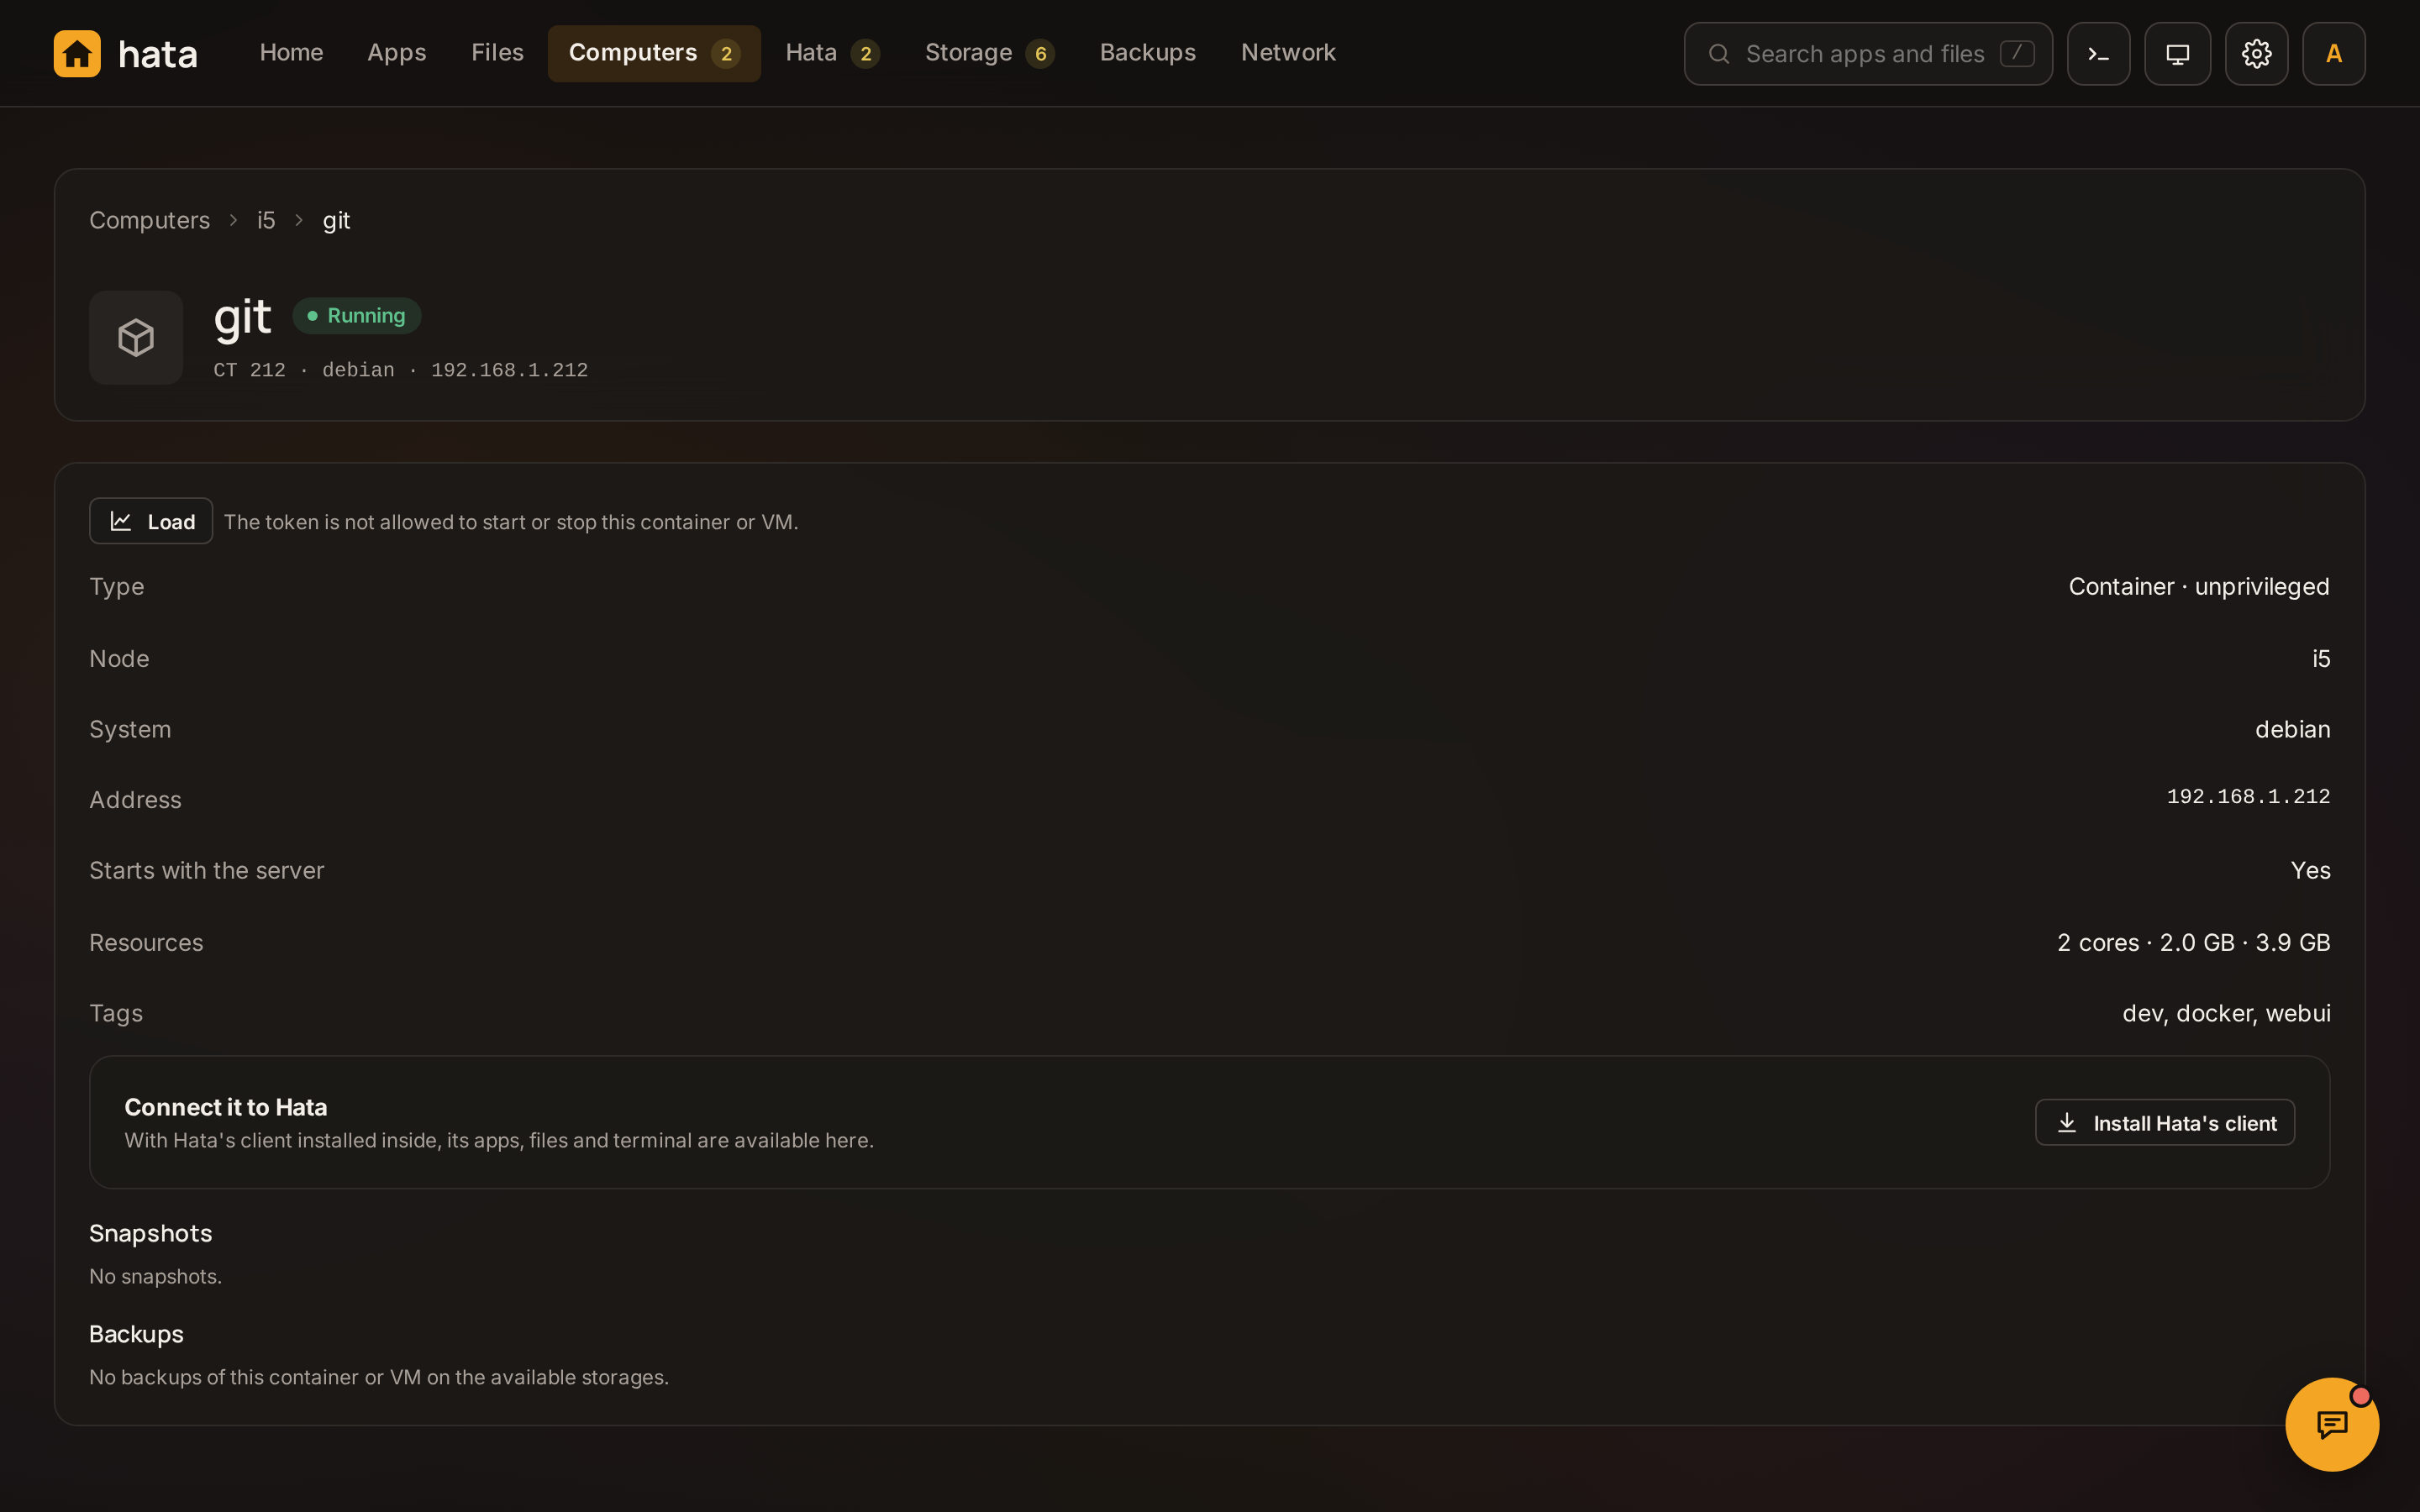 hata
Home Apps Files Computers 2 Hata 2 Storage 6 Backups Network
Search apps and files /
A
Computers > i5 > git
git Running
CT 212 · debian · 192.168.1.212
Load The token is not allowed to start or stop this container or VM.
Type Container · unprivileged
Node i5
System debian
Address 192.168.1.212
Starts with the server Yes
Resources 2 cores · 2.0 GB · 3.9 GB
Tags dev, docker, webui
Connect it to Hata
With Hata's client installed inside, its apps, files and terminal are available here.
Install Hata's client
Snapshots
No snapshots.
Backups
No backups of this container or VM on the available storages.